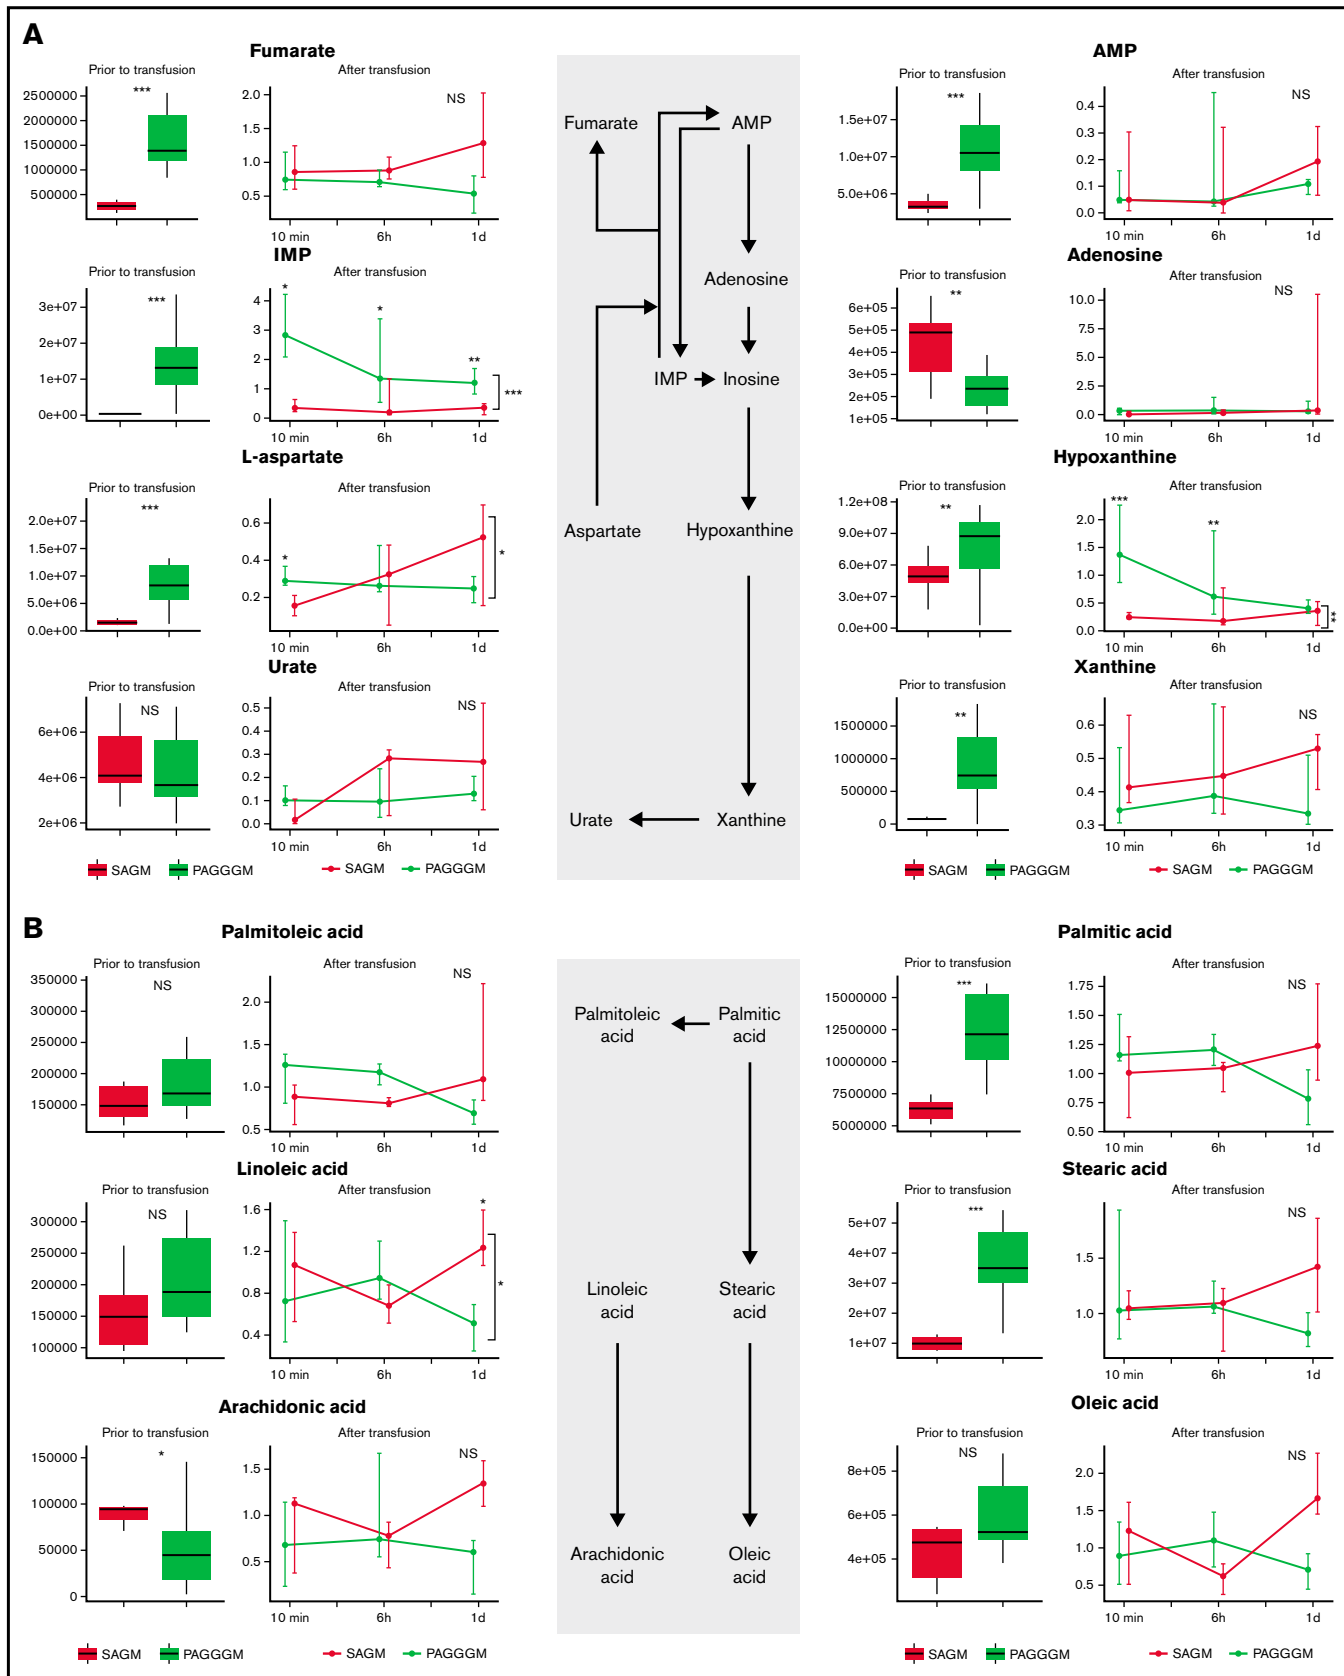 A
Fumarate
Prior to transfusion
***
2500000
2000000
1500000
1000000
500000
After transfusion
NS
2.0
1.5
1.0
0.5
10 min
6h
1d
IMP
Prior to transfusion
***
3e+07
2e+07
1e+07
0e+00
After transfusion
*
*
**
***
4
3
2
1
0
10 min
6h
1d
L-aspartate
Prior to transfusion
***
2.0e+07
1.5e+07
1.0e+07
5.0e+06
0.0e+00
After transfusion
*
*
0.6
0.4
0.2
10 min
6h
1d
Urate
Prior to transfusion
NS
6e+06
4e+06
2e+06
After transfusion
NS
0.5
0.4
0.3
0.2
0.1
0.0
10 min
6h
1d
SAGM
PAGGGM
SAGM
PAGGGM
Fumarate
AMP
Adenosine
IMP
Inosine
Aspartate
Hypoxanthine
Urate
Xanthine
AMP
Prior to transfusion
***
1.5e+07
1.0e+07
5.0e+06
After transfusion
NS
0.4
0.3
0.2
0.1
0.0
10 min
6h
1d
Adenosine
Prior to transfusion
**
6e+05
5e+05
4e+05
3e+05
2e+05
1e+05
After transfusion
NS
10.0
7.5
5.0
2.5
0.0
10 min
6h
1d
Hypoxanthine
Prior to transfusion
**
1.2e+08
9.0e+07
6.0e+07
3.0e+07
0.0e+00
After transfusion
***
**
**
2.0
1.5
1.0
0.5
0.0
10 min
6h
1d
Xanthine
Prior to transfusion
**
1500000
1000000
500000
0
After transfusion
NS
0.6
0.5
0.4
0.3
10 min
6h
1d
SAGM
PAGGGM
SAGM
PAGGGM
B
Palmitoleic acid
Prior to transfusion
NS
350000
300000
250000
200000
150000
After transfusion
NS
2.0
1.5
1.0
0.5
10 min
6h
1d
Linoleic acid
Prior to transfusion
NS
300000
250000
200000
150000
100000
After transfusion
*
*
1.6
1.2
0.8
0.4
10 min
6h
1d
Arachidonic acid
Prior to transfusion
*
150000
100000
50000
0
After transfusion
NS
1.5
1.0
0.5
10 min
6h
1d
SAGM
PAGGGM
SAGM
PAGGGM
Palmitoleic
acid
Palmitic
acid
Linoleic
acid
Stearic
acid
Arachidonic
acid
Oleic
acid
Palmitic acid
Prior to transfusion
***
15000000
12500000
10000000
7500000
5000000
After transfusion
NS
1.75
1.50
1.25
1.00
0.75
0.50
10 min
6h
1d
Stearic acid
Prior to transfusion
***
5e+07
4e+07
3e+07
2e+07
1e+07
After transfusion
NS
1.5
1.0
10 min
6h
1d
Oleic acid
Prior to transfusion
NS
8e+05
6e+05
4e+05
After transfusion
NS
2.0
1.5
1.0
0.5
10 min
6h
1d
SAGM
PAGGGM
SAGM
PAGGGM